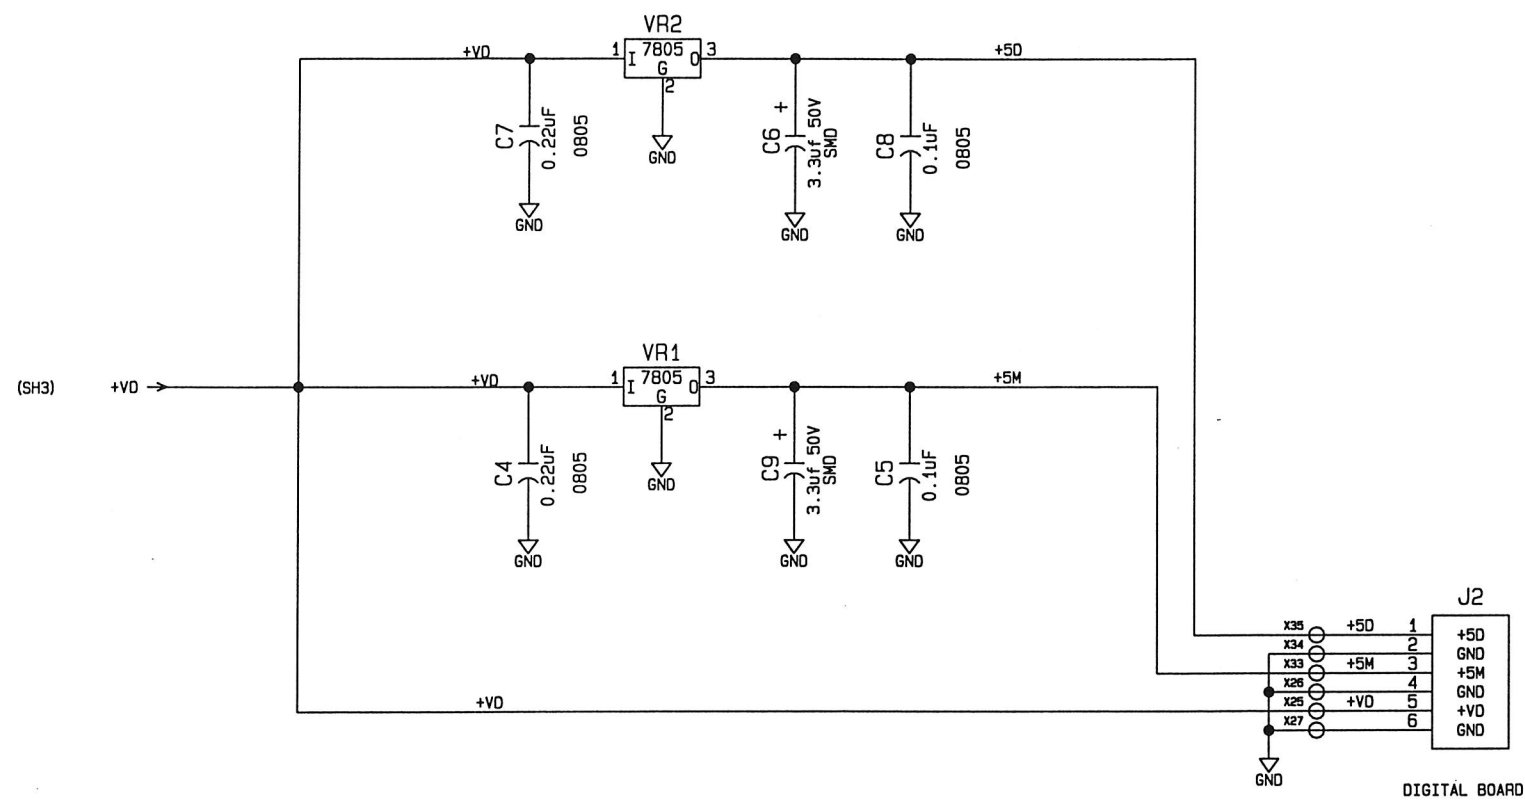 VR2
+VD
1
I
7805
O
3
G
2
GND
+5D
C7
0.22uF
0805
GND
+
C6
3.3uf 50V
SMD
GND
C8
0.1uF
0805
GND
(SH3)
+VD
VR1
+VD
1
I
7805
O
3
G
2
GND
+5M
C4
0.22uF
0805
GND
+
C9
3.3uf 50V
SMD
GND
C5
0.1uF
0805
GND
+VD
J2
X35 +5D 1 +5D
X34 2 GND
X33 +5M 3 +5M
X26 4 GND
X25 +VD 5 +VD
X27 6 GND
GND
DIGITAL BOARD